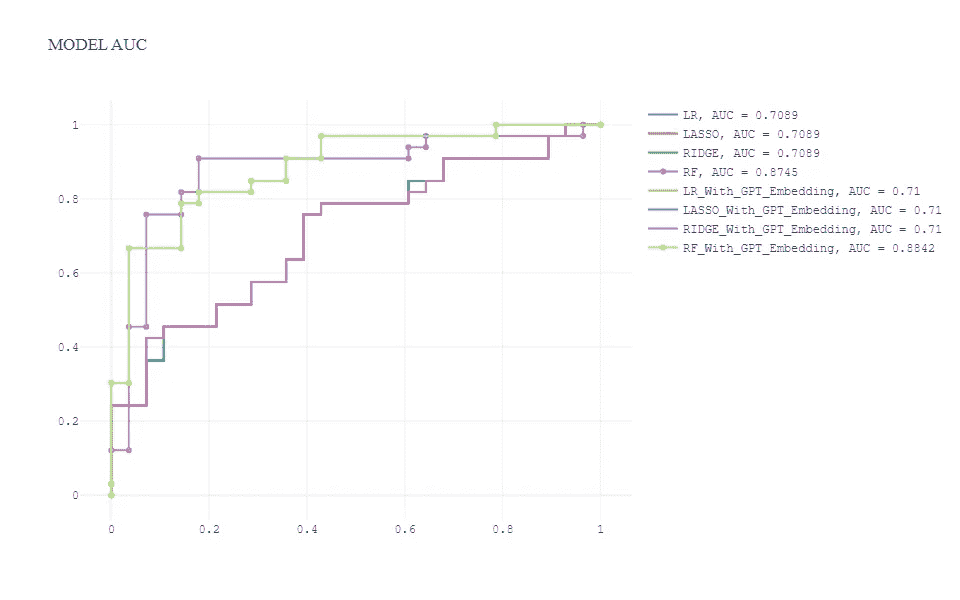 MODEL AUC
LR, AUC = 0.7089
LASSO, AUC = 0.7089
RIDGE, AUC = 0.7089
RF, AUC = 0.8745
LR_With_GPT_Embedding, AUC = 0.71
LASSO_With_GPT_Embedding, AUC = 0.71
RIDGE_With_GPT_Embedding, AUC = 0.71
RF_With_GPT_Embedding, AUC = 0.8842
1
0.8
0.6
0.4
0.2
0
0 0.2 0.4 0.6 0.8 1